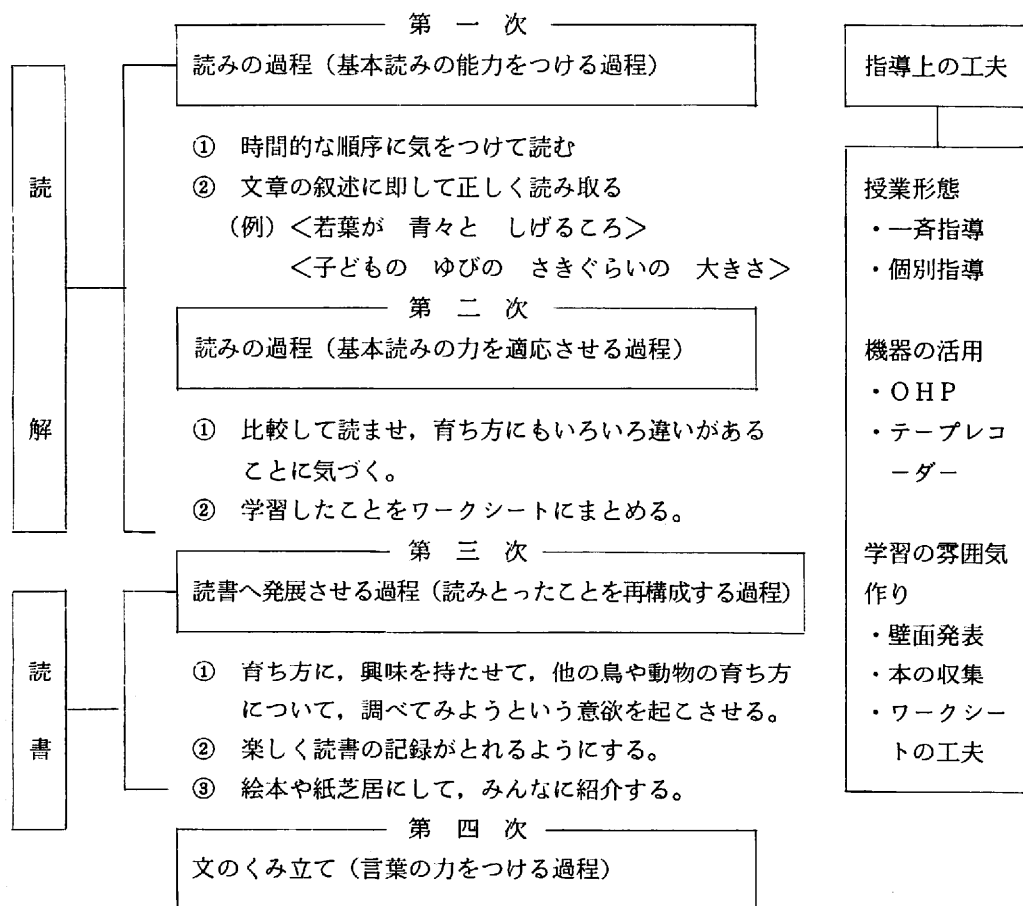 第一次
読みの過程（基本読みの能力をつける過程）
① 時間的な順序に気をつけて読む
② 文章の叙述に即して正しく読み取る
（例）＜若葉が 青々と しげるころ＞
＜子どもの ゆびの さきぐらいの 大きさ＞
第二次
読みの過程（基本読みの力を適応させる過程）
① 比較して読ませ，育ち方にもいろいろ違いがある
ことに気づく。
② 学習したことをワークシートにまとめる。
読解
第三次
読書へ発展させる過程（読みとったことを再構成する過程）
① 育ち方に，興味を持たせて，他の鳥や動物の育ち方
について，調べてみようという意欲を起こさせる。
② 楽しく読書の記録がとれるようにする。
③ 絵本や紙芝居にして，みんなに紹介する。
読書
第四次
文のくみ立て（言葉の力をつける過程）
指導上の工夫
授業形態
・一斉指導
・個別指導
機器の活用
・ＯＨＰ
・テープレコ
ーダー
学習の雰囲気
作り
・壁面発表
・本の収集
・ワークシー
トの工夫